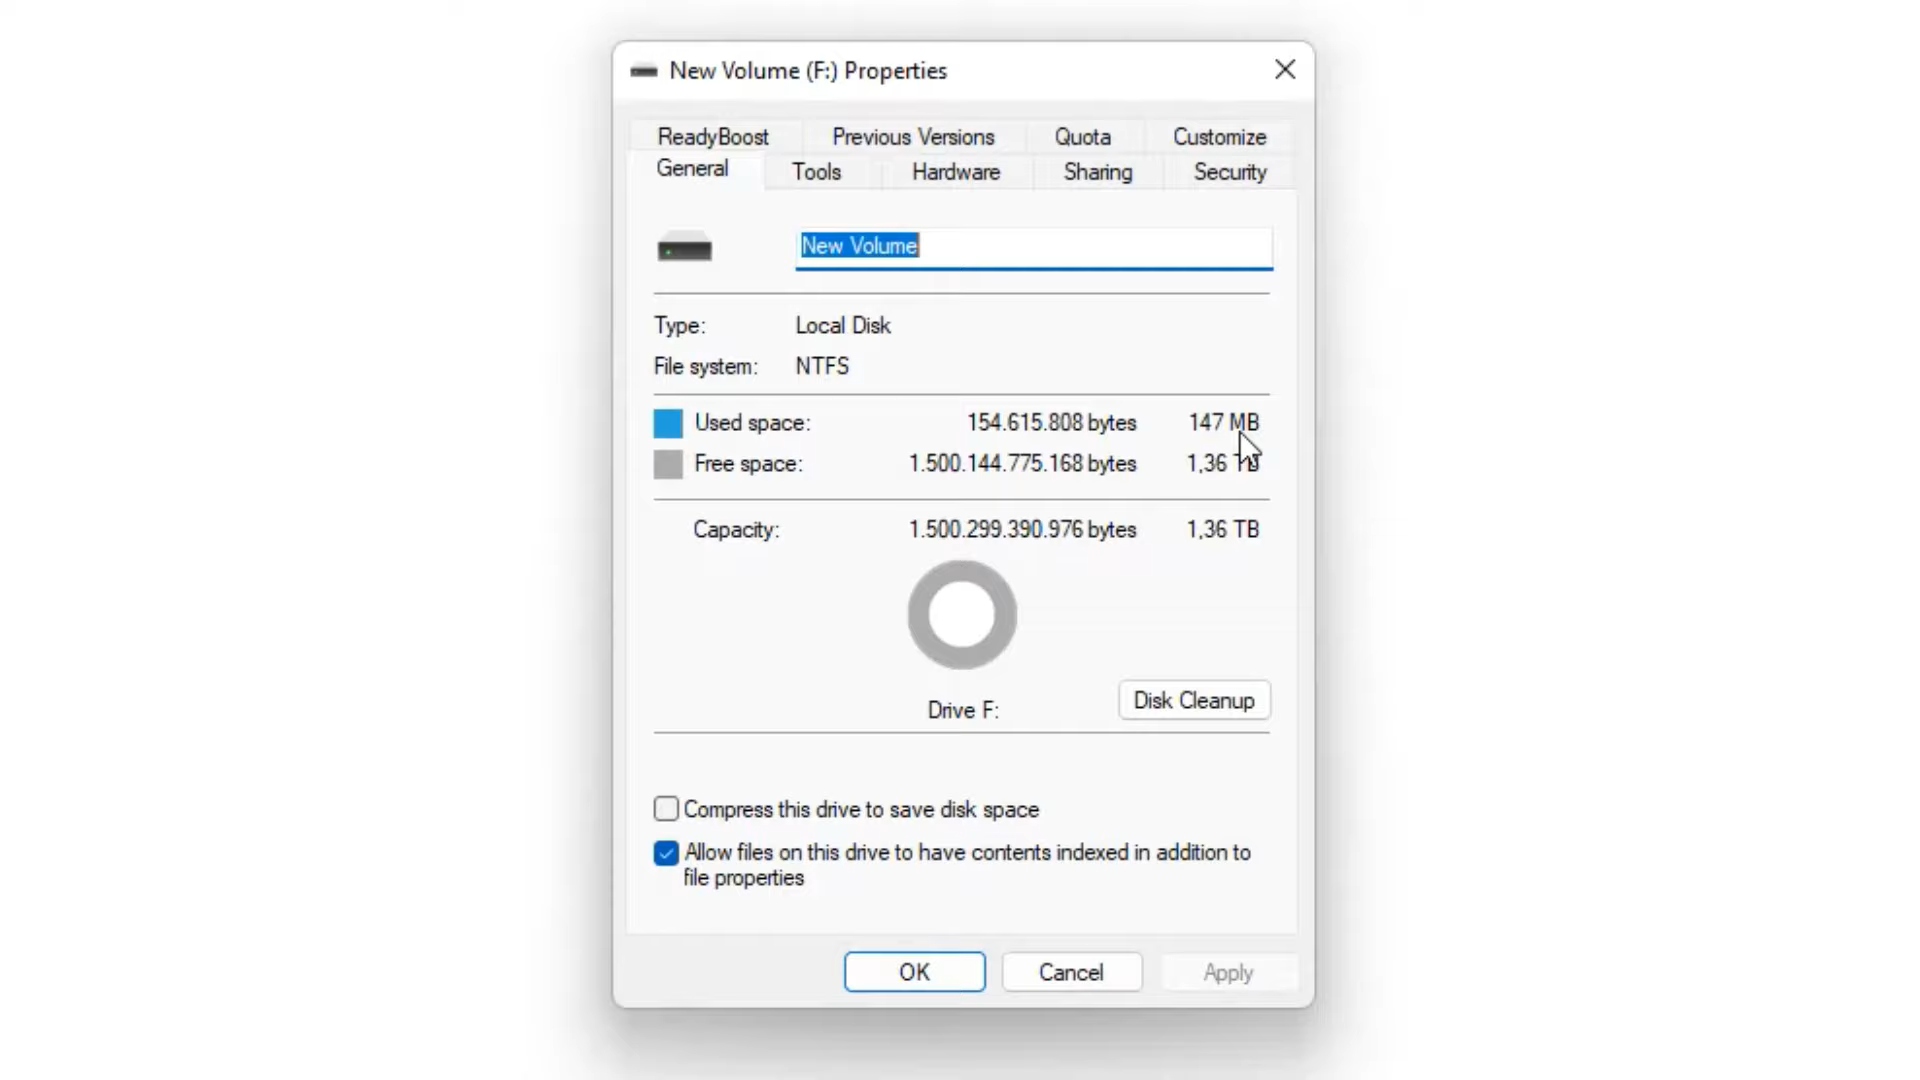 New Volume (F:) Properties
ReadyBoost Previous Versions Quota Customize
General Tools Hardware Sharing Security
New Volume
Type: Local Disk
File system: NTFS
Used space: 154.615.808 bytes 147 MB
Free space: 1.500.144.775.168 bytes 1,36 TB
Capacity: 1.500.299.390.976 bytes 1,36 TB
Drive F:
Disk Cleanup
Compress this drive to save disk space
Allow files on this drive to have contents indexed in addition to
file properties
OK Cancel Apply